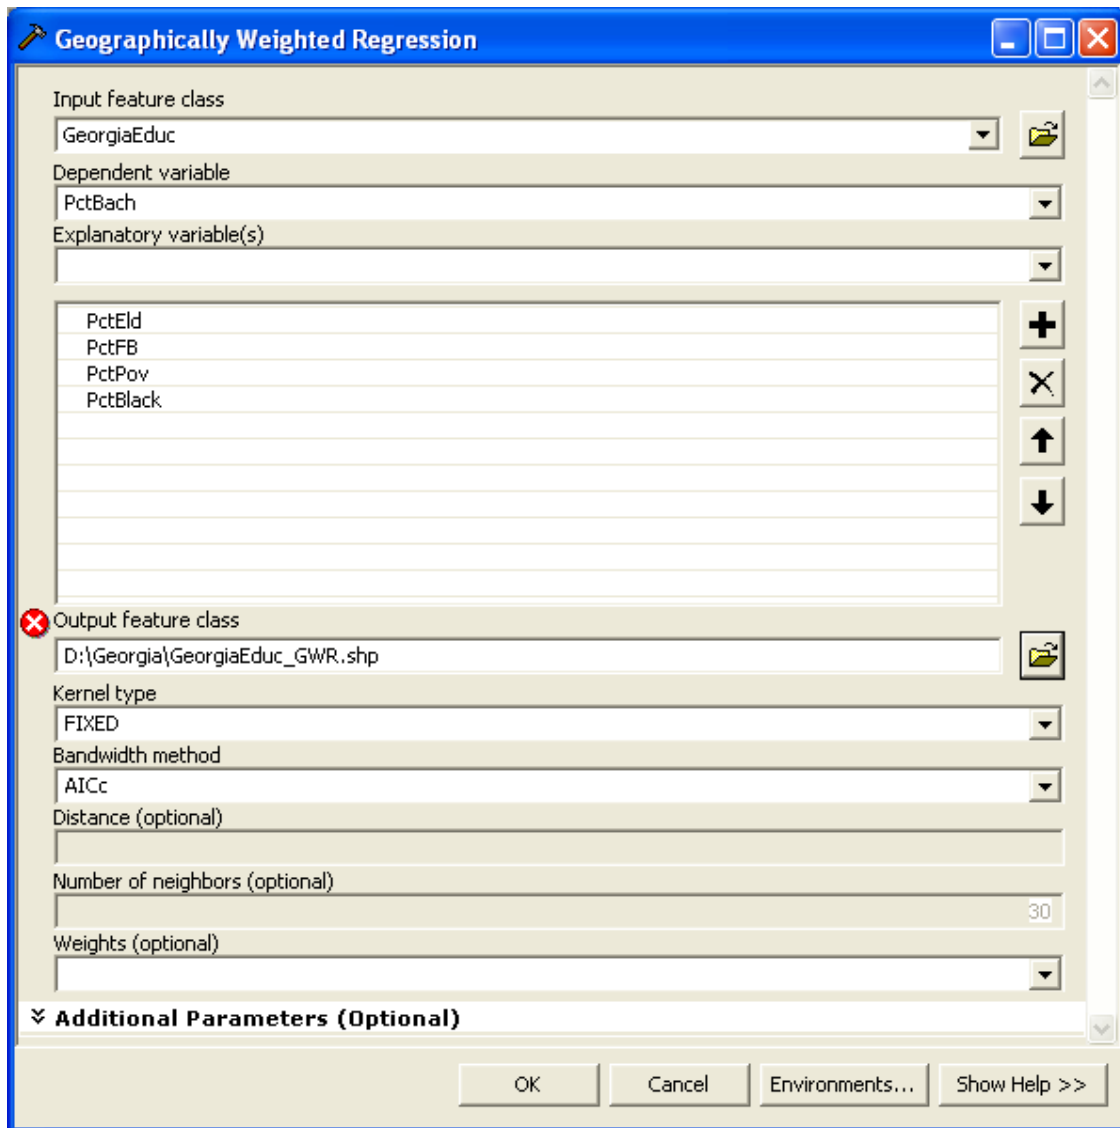 Geographically Weighted Regression
Input feature class
GeorgiaEduc
Dependent variable
PctBach
Explanatory variable(s)
PctEld
PctFB
PctPov
PctBlack
Output feature class
D:\Georgia\GeorgiaEduc_GWR.shp
Kernel type
FIXED
Bandwidth method
AICc
Distance (optional)
Number of neighbors (optional)
30
Weights (optional)
Additional Parameters (Optional)
OK Cancel Environments... Show Help >>